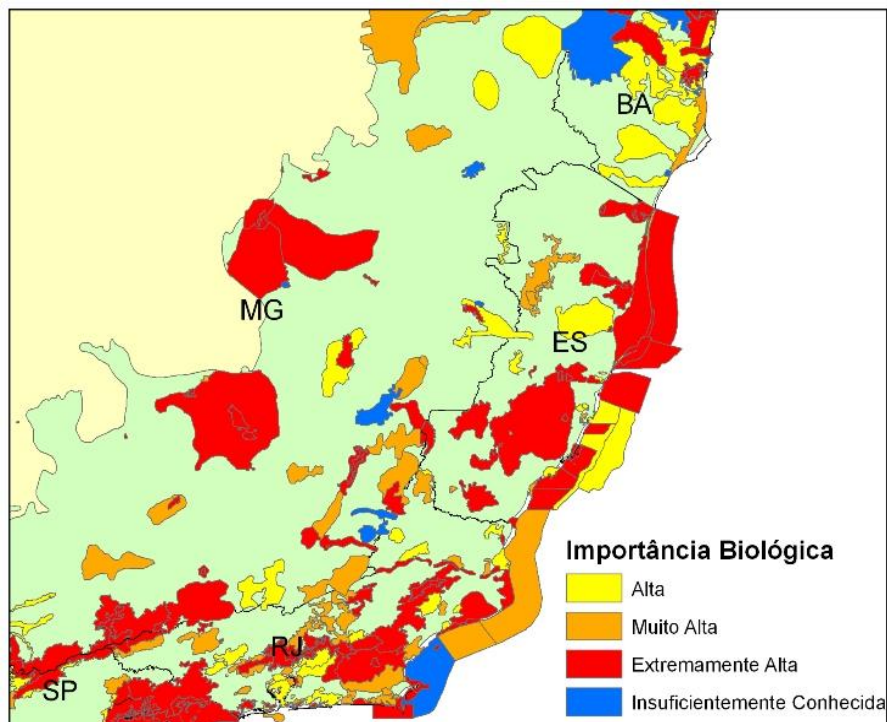 BA
MG
ES
RJ
SP
Importância Biológica
Alta
Muito Alta
Extremamente Alta
Insuficientemente Conhecida